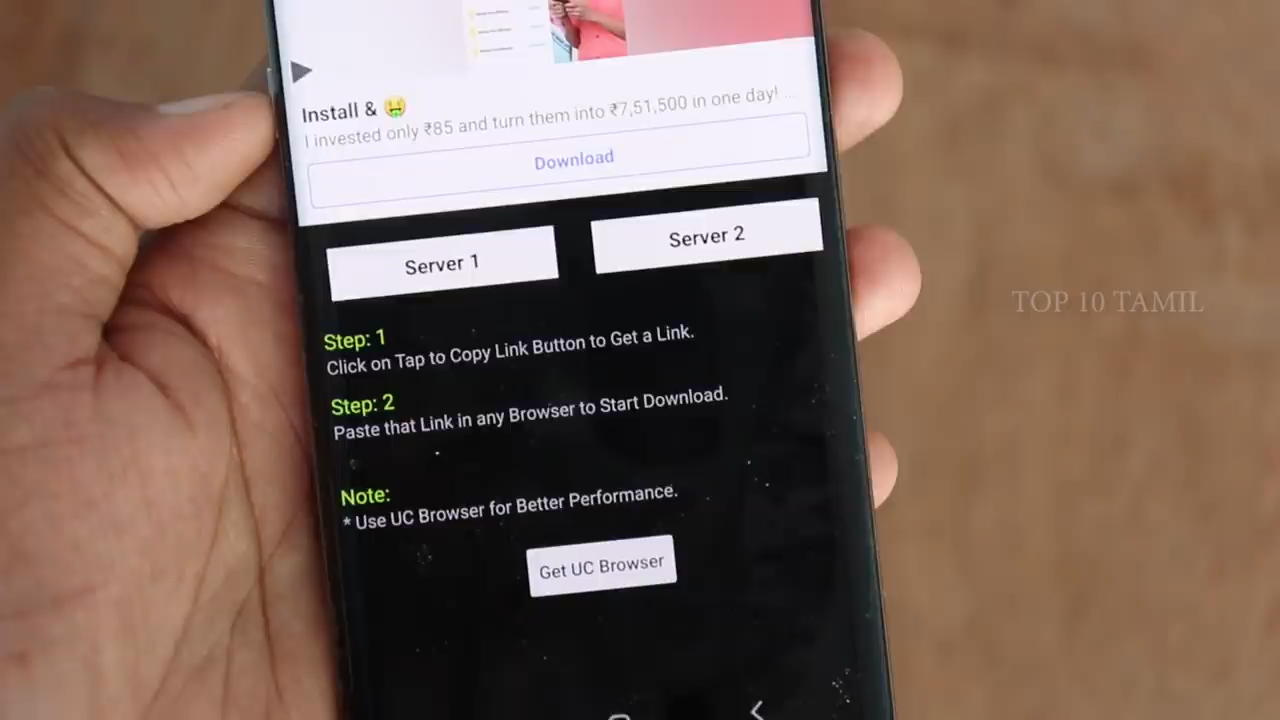 Install & 🤑
I invested only ₹85 and turn them into ₹7,51,500 in one day! ...
Download
Server 1
Server 2
Step: 1
Click on Tap to Copy Link Button to Get a Link.
Step: 2
Paste that Link in any Browser to Start Download.
Note:
* Use UC Browser for Better Performance.
Get UC Browser
TOP 10 TAMIL